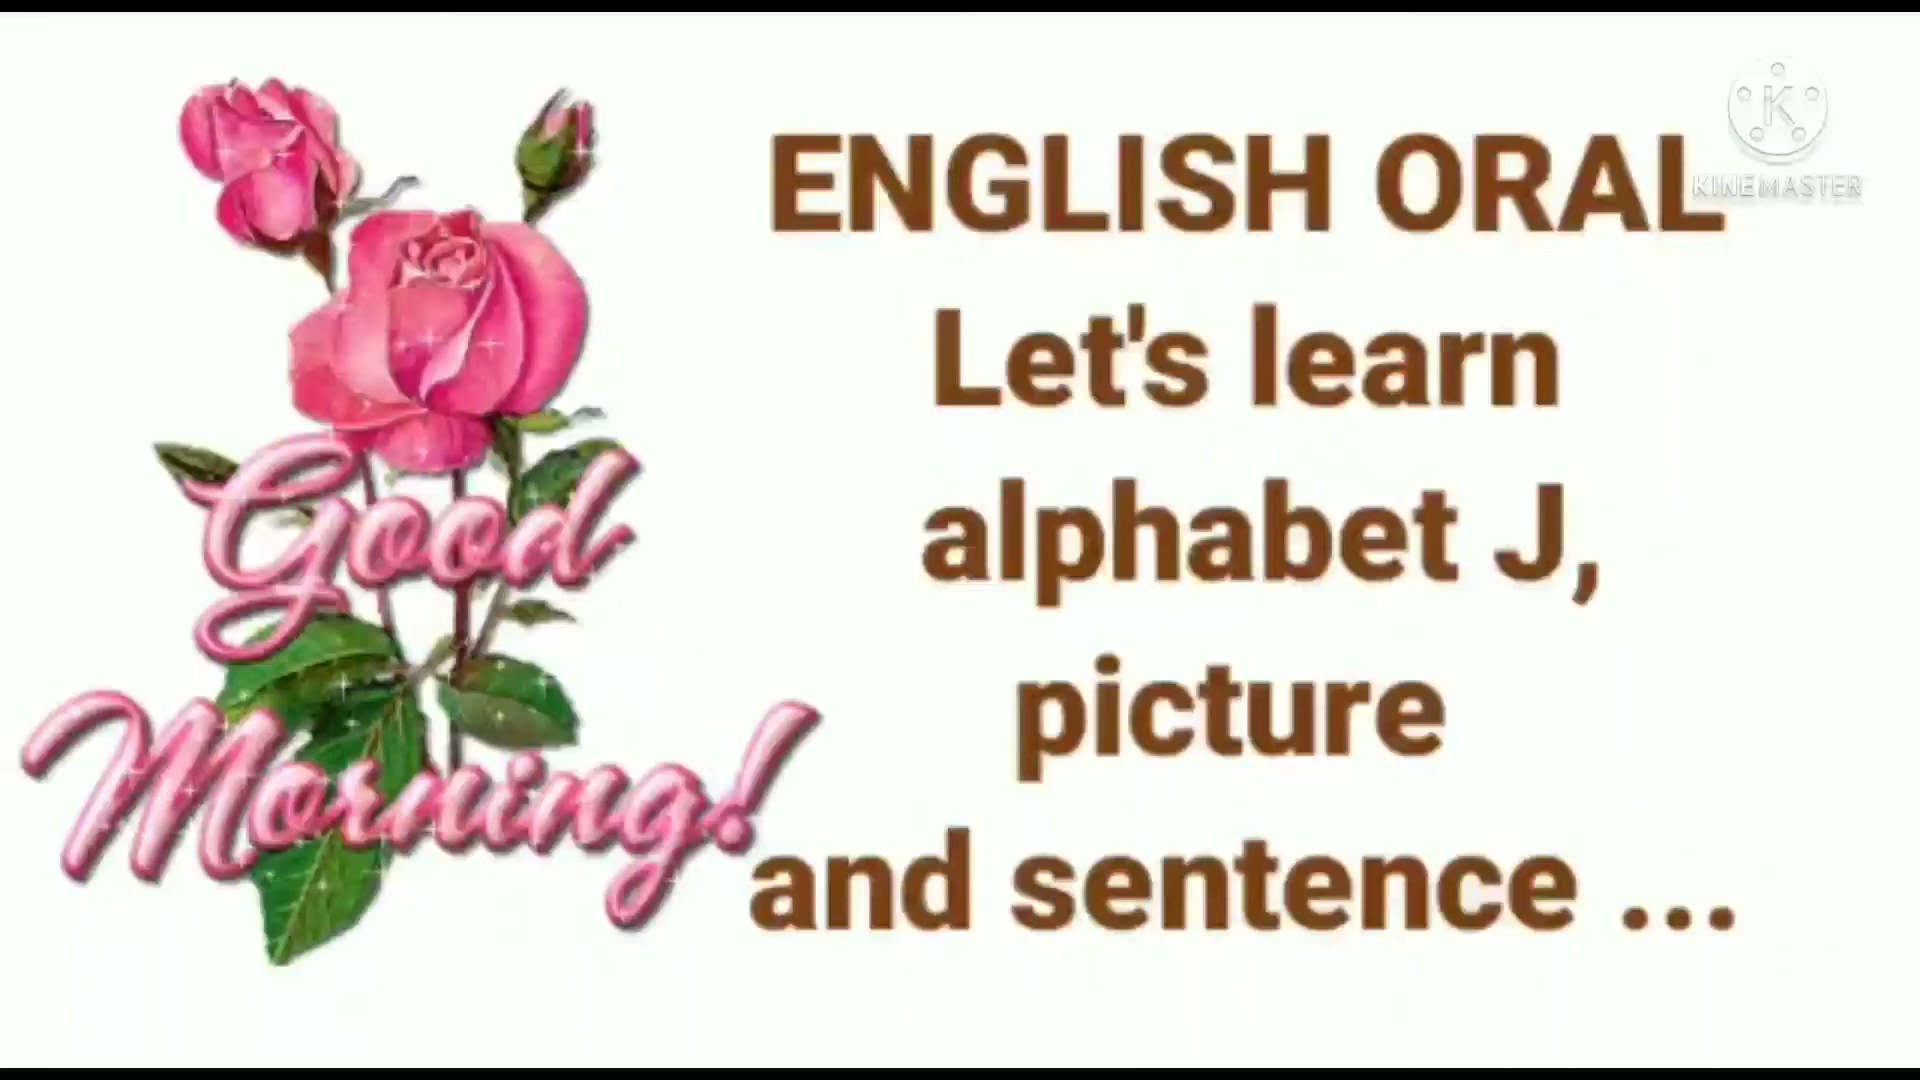 Good
Morning!
ENGLISH ORAL
Let's learn
alphabet J,
picture
and sentence ...
K
KINEMASTER